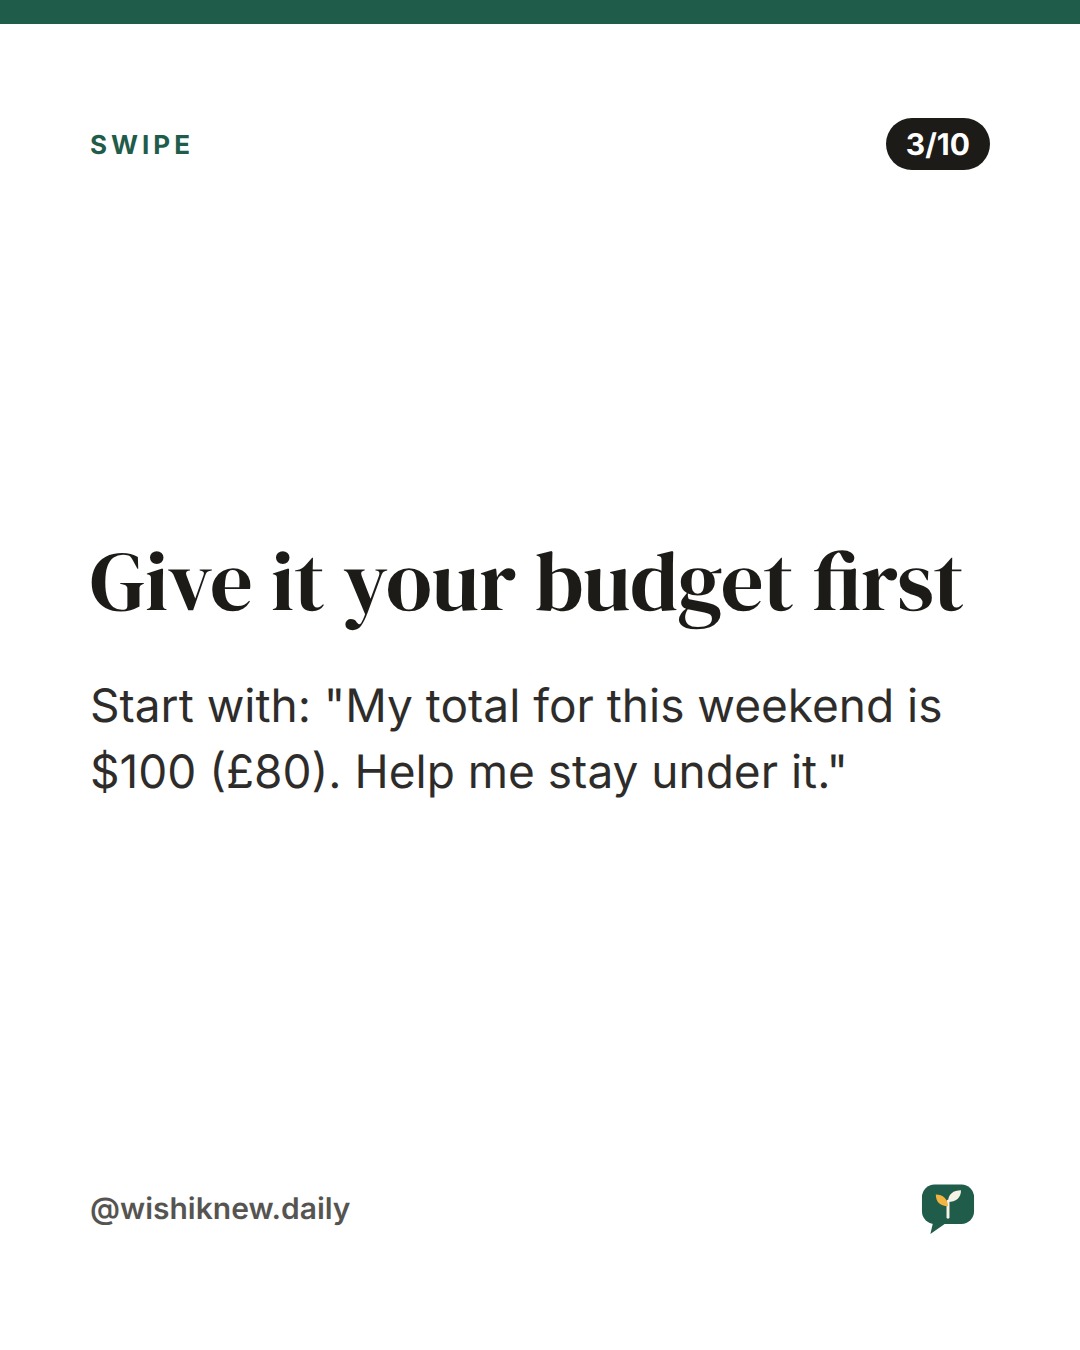 SWIPE
3/10
Give it your budget first
Start with: "My total for this weekend is
$100 (£80). Help me stay under it."
@wishiknew.daily